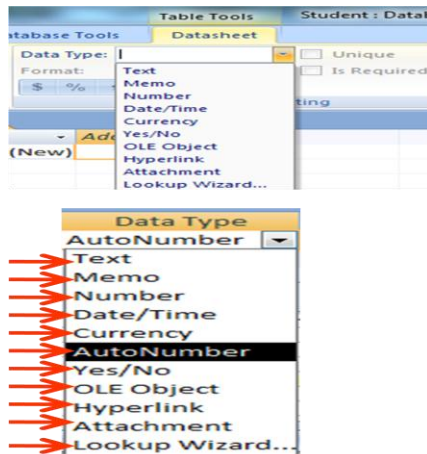 Table Tools Student : Datal
atabase Tools Datasheet
Data Type: Unique
Format: Is Required
$ %
Text
Memo
Number
Date/Time
Currency
Yes/No
OLE Object
Hyperlink
Attachment
Lookup Wizard...
ting
Add
(New)
Data Type
AutoNumber
Text
Memo
Number
Date/Time
Currency
AutoNumber
Yes/No
OLE Object
Hyperlink
Attachment
Lookup Wizard...